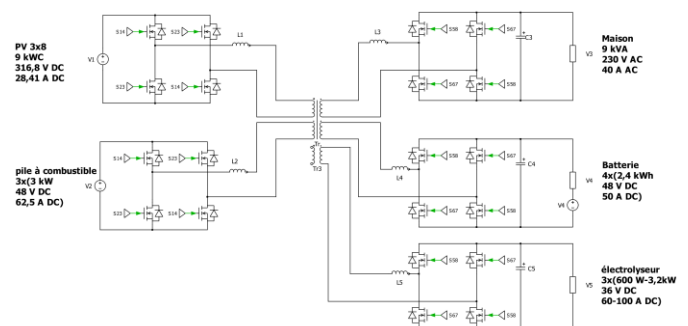 PV 3x8
9 kWC
316,8 V DC
28,41 A DC
V1
S14
S23
S23
S14
L1
L3
S58
S67
S67
S58
C3
V3
Maison
9 kVA
230 V AC
40 A AC
pile à combustible
3x(3 kW
48 V DC
62,5 A DC)
V2
S14
S23
S23
S14
L2
Tr
Tr3
L4
S58
S67
S67
S58
C4
V4
V4
Batterie
4x(2,4 kWh
48 V DC
50 A DC)
L5
S58
S67
S67
S58
C5
V5
électrolyseur
3x(600 W-3,2kW
36 V DC
60-100 A DC)